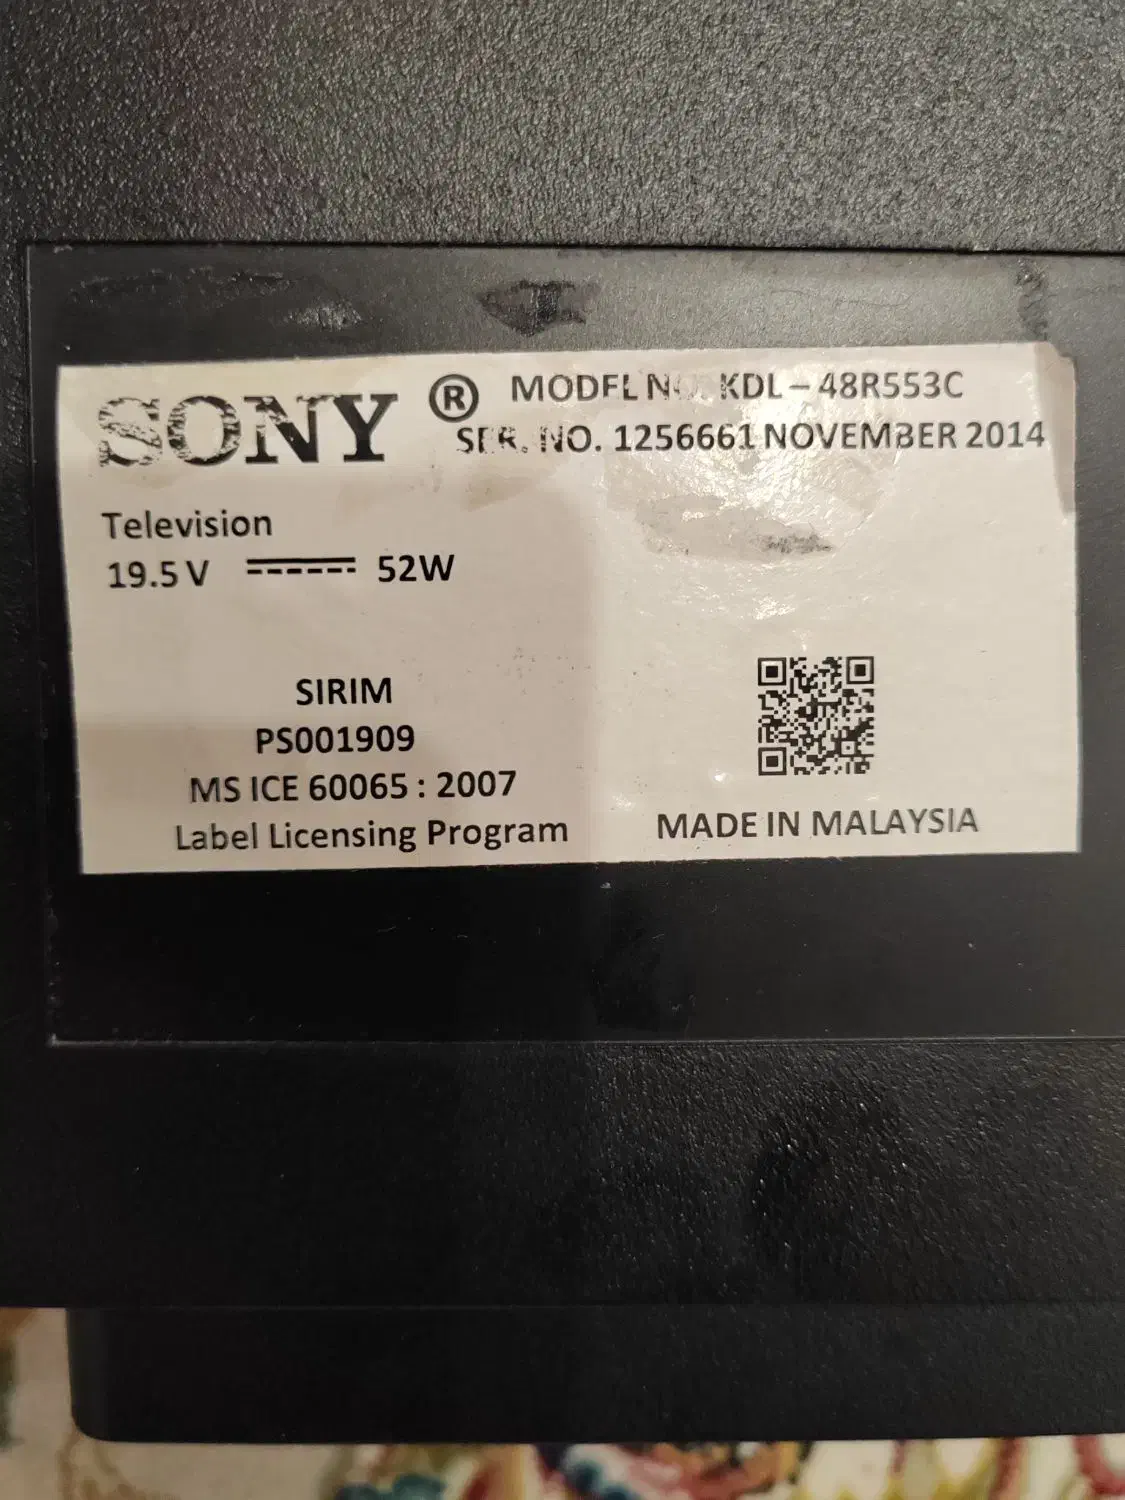 SONY ® MODEL NO. KDL-48R553C
SER. NO. 1256661 NOVEMBER 2014
Television
19.5 V 52W
SIRIM
PS001909
MS ICE 60065 : 2007
Label Licensing Program
MADE IN MALAYSIA